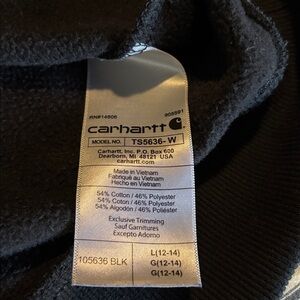 RN#14806
908591
carhartt
MODEL NO. TS5636-W
Carhartt, Inc. P.O. Box 600
Dearborn, MI 48121 USA
carhartt.com
Made in Vietnam
Fabriqué au Vietnam
Hecho en Vietnam
54% Cotton / 46% Polyester
54% Coton / 46% Polyester
54% Algodón / 46% Poliéster
Exclusive Trimming
Sauf Garnitures
Excepto Adorno
105636 BLK
L(12-14)
G(12-14)
G(12-14)